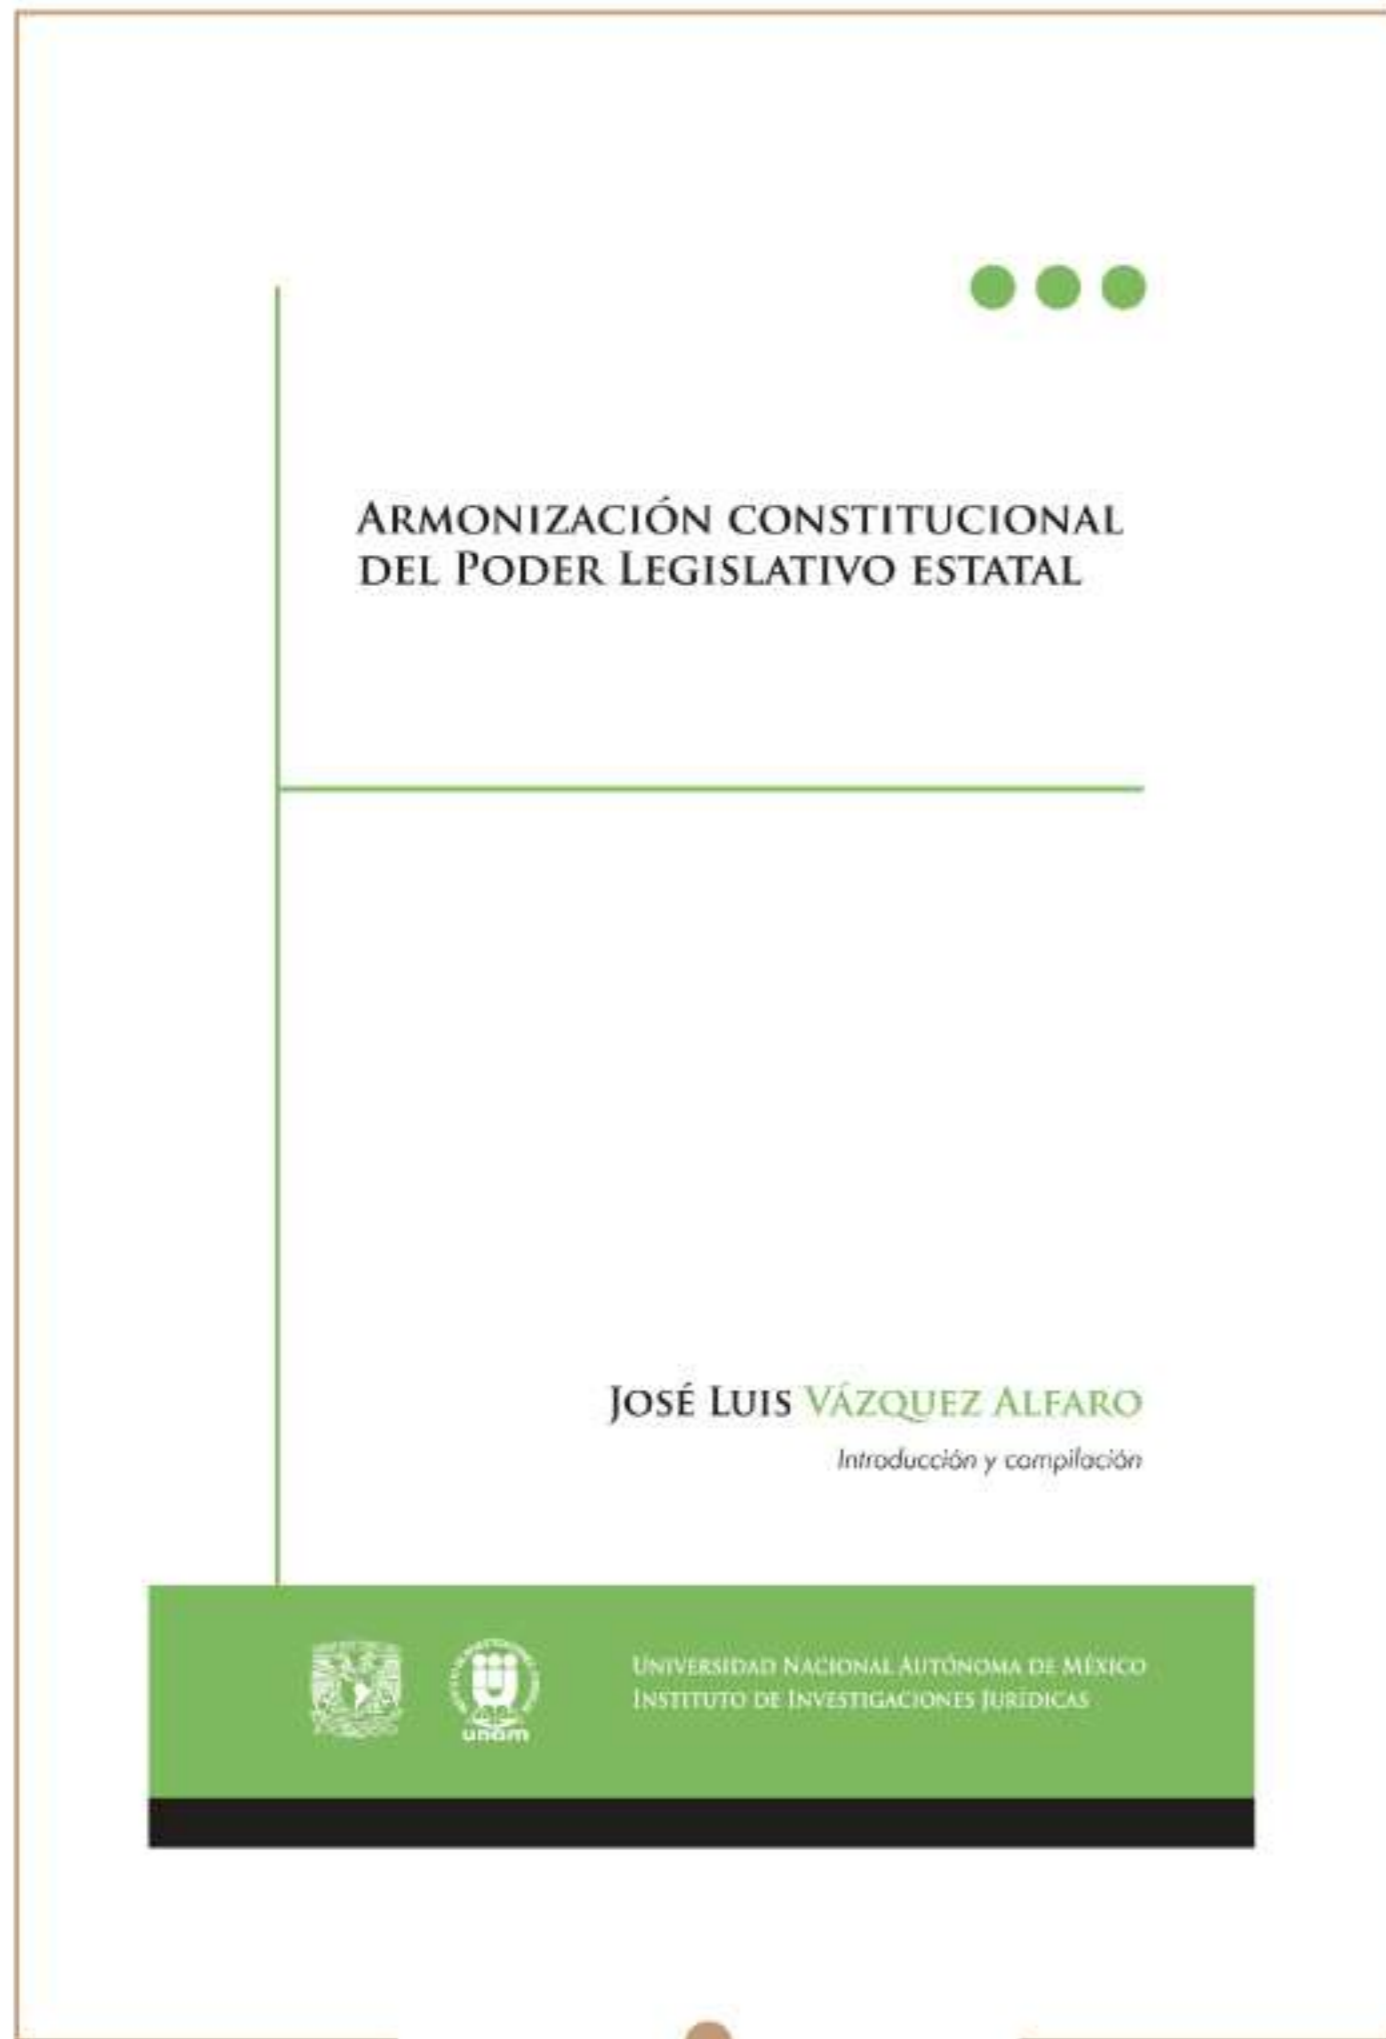 ARMONIZACIÓN CONSTITUCIONAL
DEL PODER LEGISLATIVO ESTATAL
JOSÉ LUIS VÁZQUEZ ALFARO
Introducción y compilación
UNIVERSIDAD NACIONAL AUTÓNOMA DE MÉXICO
INSTITUTO DE INVESTIGACIONES JURÍDICAS
unam